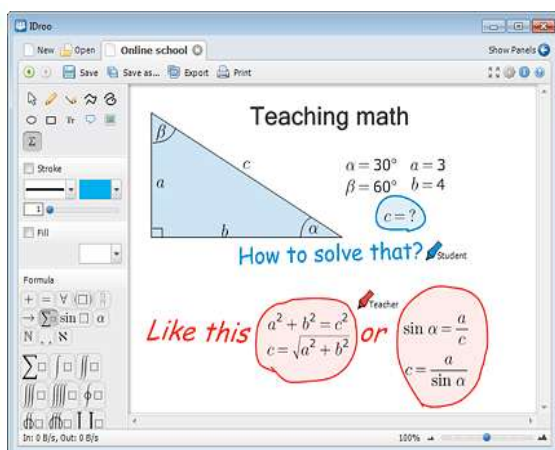 IDroo
New Open Online school Show Panels
Save Save as... Export Print
Tr
Σ
Stroke
1
Fill
Formula
+ = ∀ (□)
→ ∑□ sin □ α
ℕ , , ℵ
∑□ ∫□ ∬□
∭□ ⨌□ ∮□
In: 0 B/s, Out: 0 B/s
100%
Teaching math
β
c
a
b
α
α = 30° a = 3
β = 60° b = 4
c = ?
How to solve that? Student
Teacher
Like this a² + b² = c² or sin α = a/c
c = √(a² + b²) c = a/(sin α)